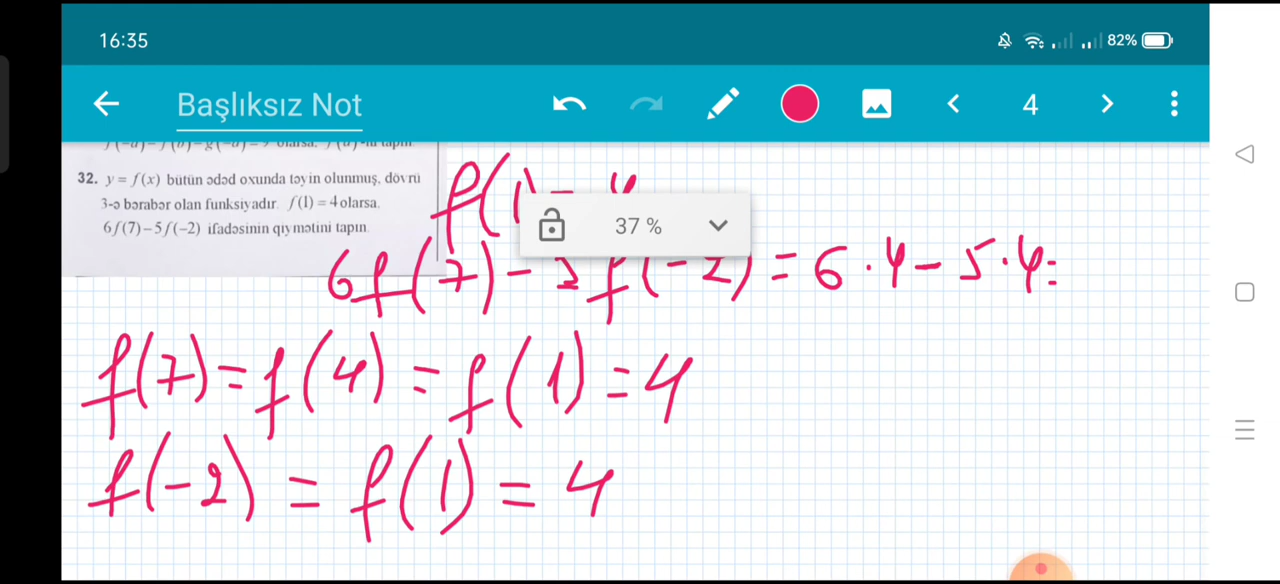 16:35 82%
Başlıksız Not 4
32. y = f(x) bütün ədəd oxunda təyin olunmuş, dövrü
3-ə bərabər olan funksiyadır. f(1) = 4 olarsa,
6f(7)−5f(−2) ifadəsinin qiymətini tapın.
f(1) = 4
37 %
6f(7) − 5f(−2) = 6·4 − 5·4=
f(7) = f(4) = f(1) = 4
f(−2) = f(1) = 4